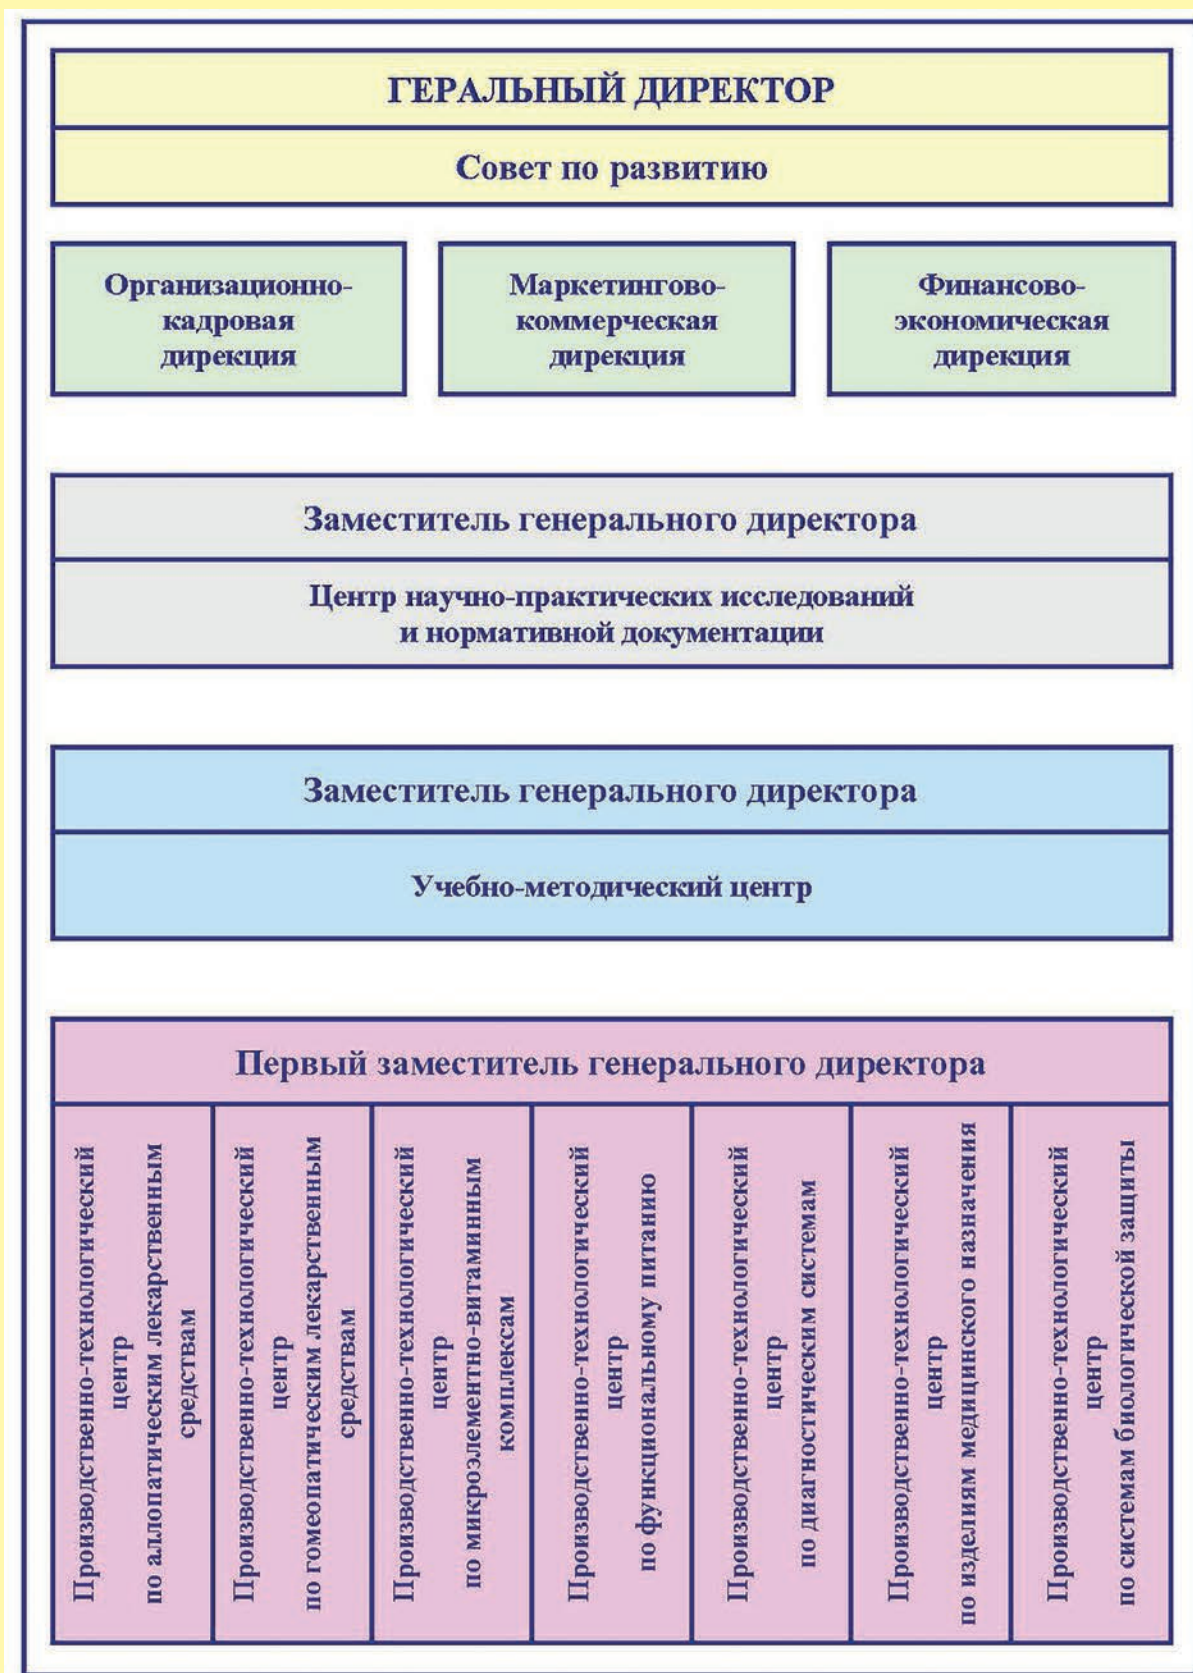 ГЕРАЛЬНЫЙ ДИРЕКТОР
Совет по развитию
Организационно-
кадровая
дирекция
Маркетингово-
коммерческая
дирекция
Финансово-
экономическая
дирекция
Заместитель генерального директора
Центр научно-практических исследований
и нормативной документации
Заместитель генерального директора
Учебно-методический центр
Первый заместитель генерального директора
Производственно-технологический
центр
по аллопатическим лекарственным
средствам
Производственно-технологический
центр
по гомеопатическим лекарственным
средствам
Производственно-технологический
центр
по микроэлементно-витаминным
комплексам
Производственно-технологический
центр
по функциональному питанию
Производственно-технологический
центр
по диагностическим системам
Производственно-технологический
центр
по изделиям медицинского назначения
Производственно-технологический
центр
по системам биологической защиты